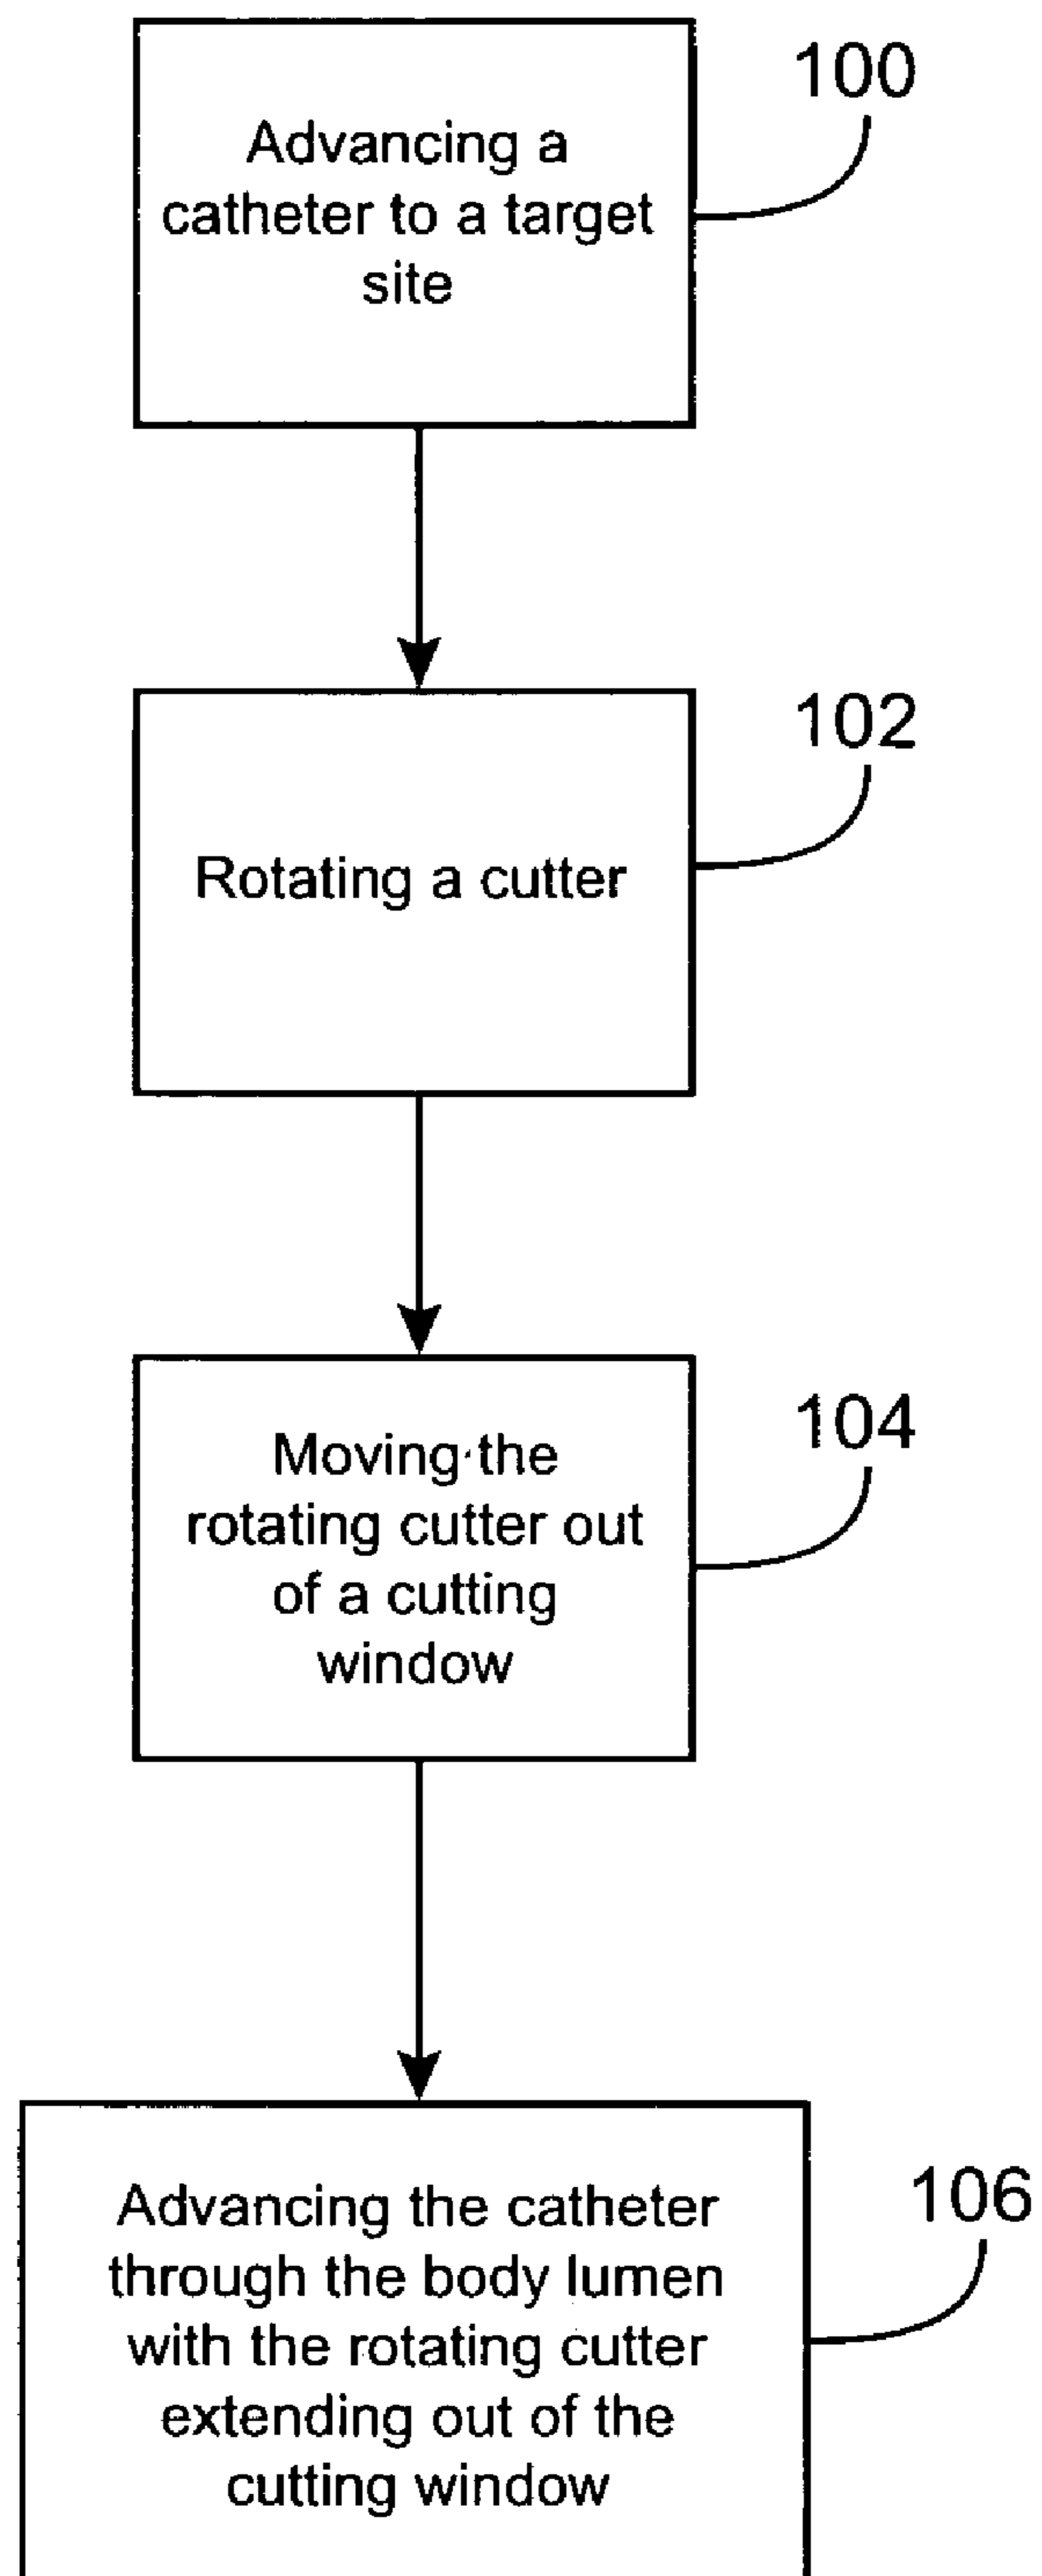 100
Advancing a
catheter to a target
site
102
Rotating a cutter
104
Moving the
rotating cutter out
of a cutting
window
106
Advancing the catheter
through the body lumen
with the rotating cutter
extending out of the
cutting window